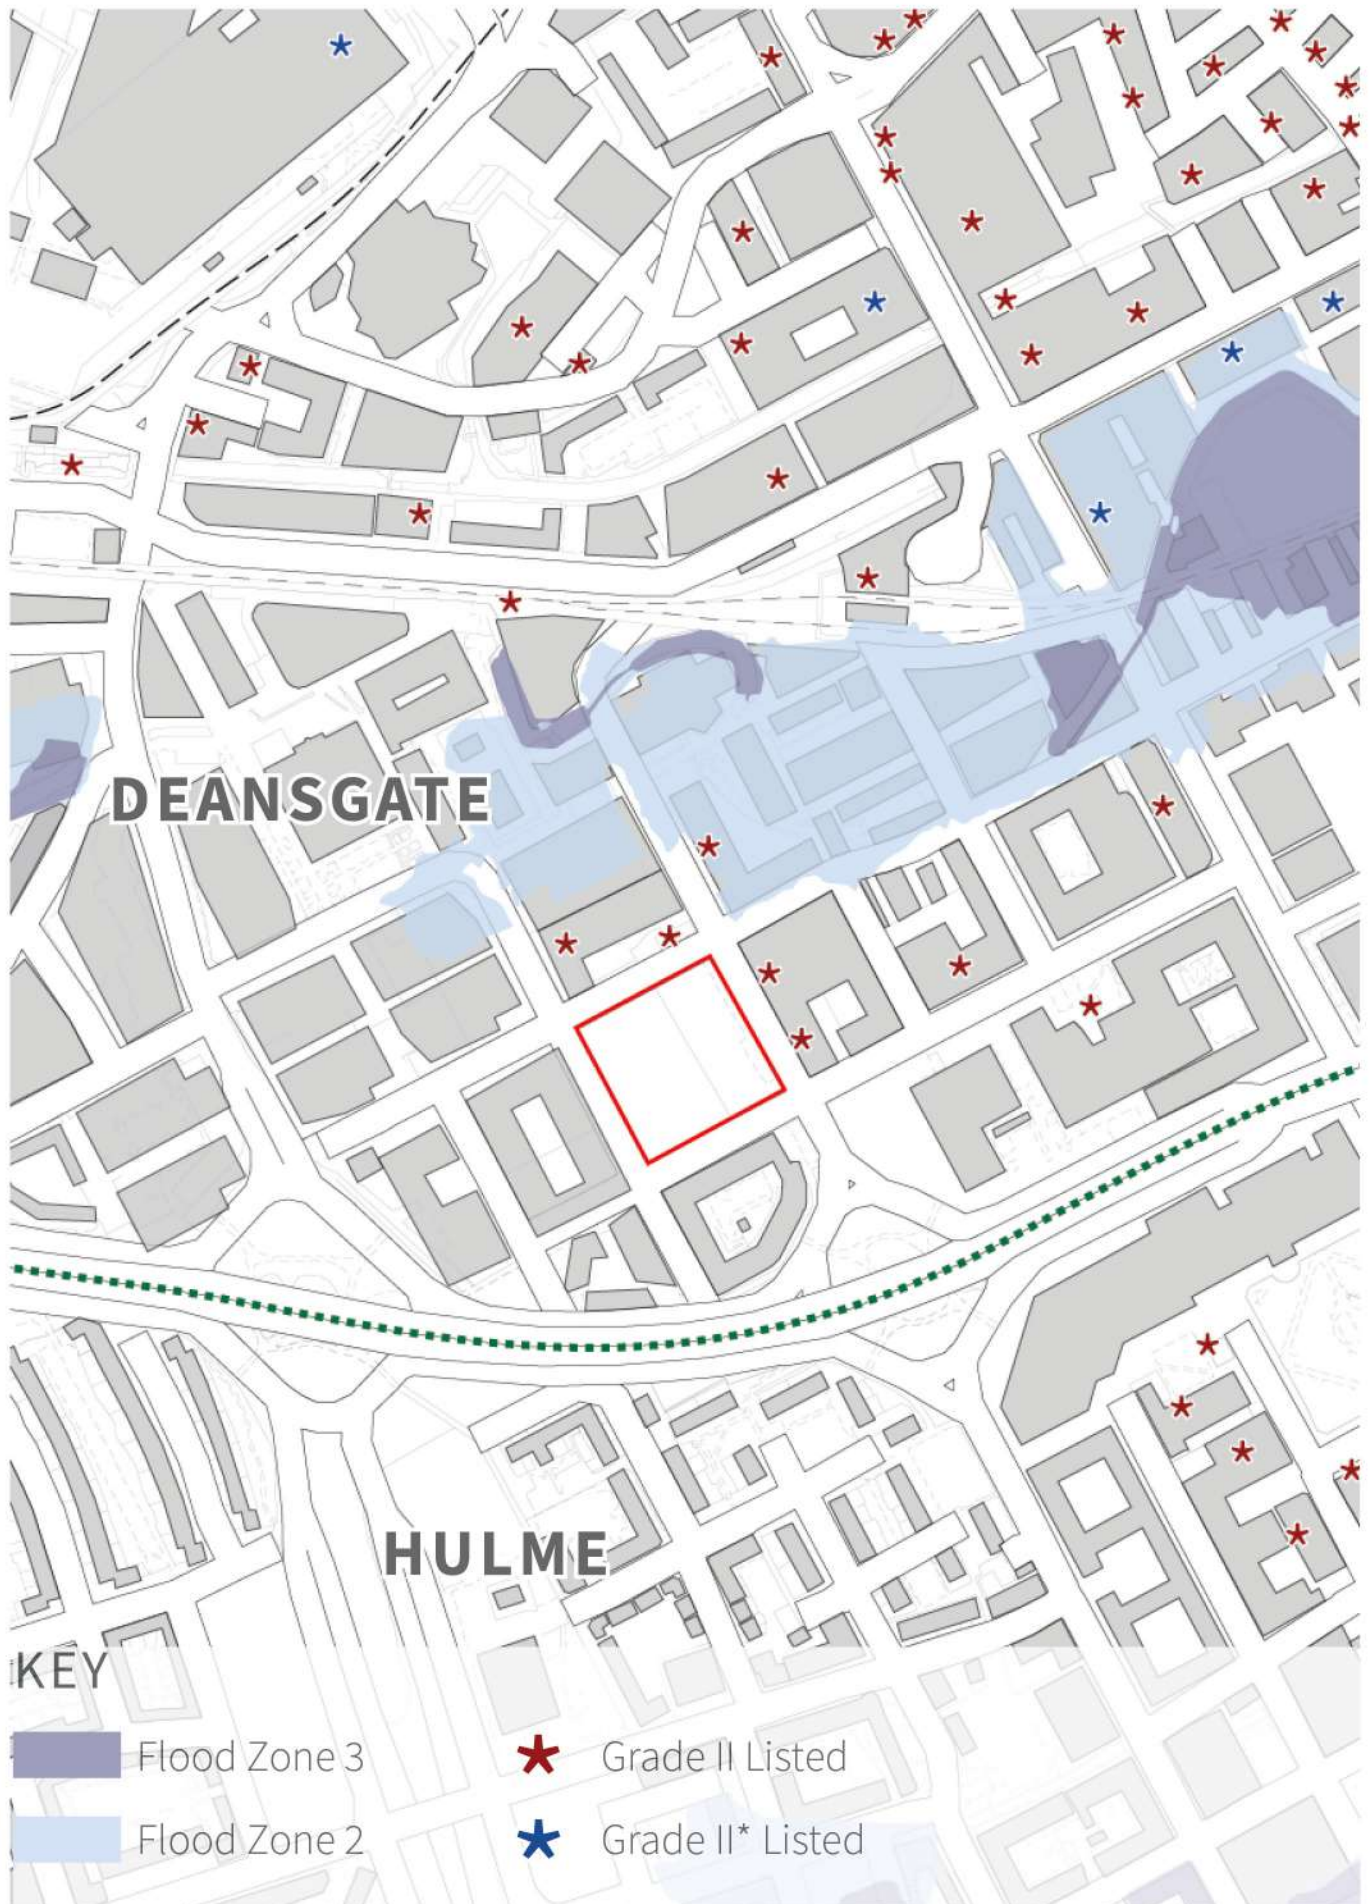 DEANSGATE
HULME
KEY
Flood Zone 3
Grade II Listed
Flood Zone 2
Grade II* Listed